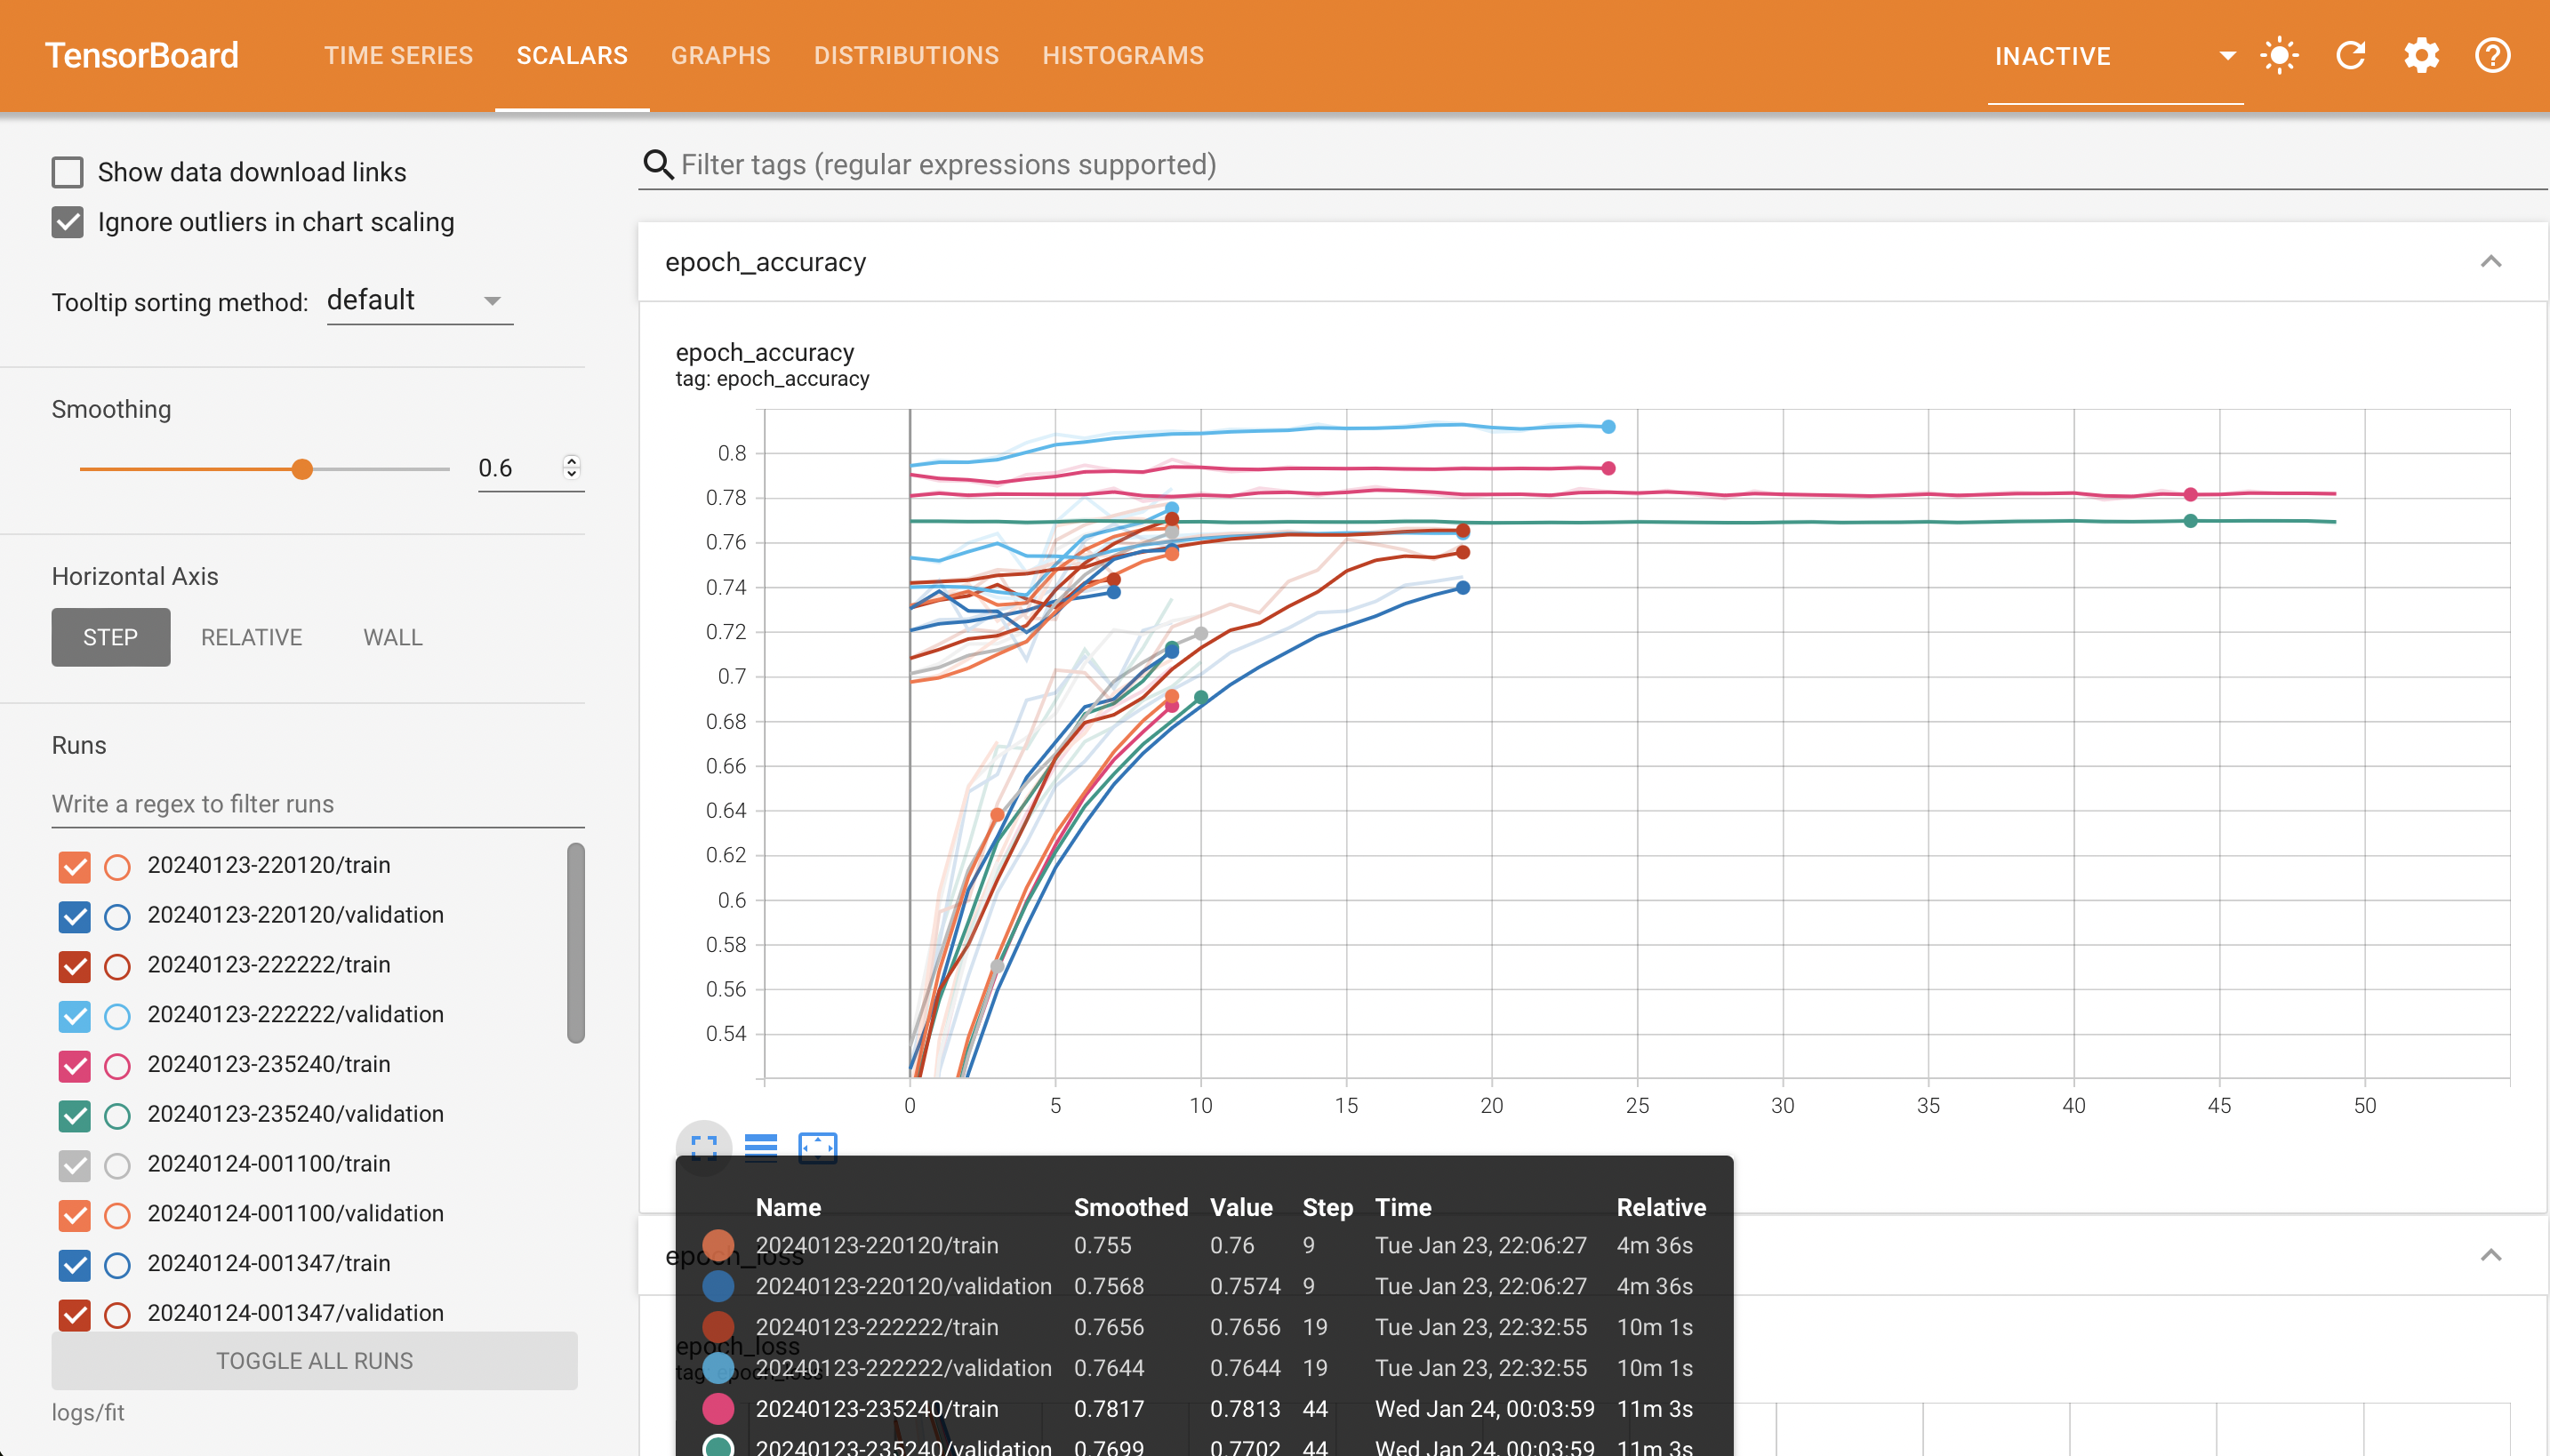 TensorBoard TIME SERIES SCALARS GRAPHS DISTRIBUTIONS HISTOGRAMS INACTIVE
Show data download links
Ignore outliers in chart scaling
Tooltip sorting method: default
Smoothing
0.6
Horizontal Axis
STEP RELATIVE WALL
Runs
Write a regex to filter runs
20240123-220120/train
20240123-220120/validation
20240123-222222/train
20240123-222222/validation
20240123-235240/train
20240123-235240/validation
20240124-001100/train
20240124-001100/validation
20240124-001347/train
20240124-001347/validation
TOGGLE ALL RUNS
logs/fit
Filter tags (regular expressions supported)
epoch_accuracy
epoch_accuracy
tag: epoch_accuracy
0.8
0.78
0.76
0.74
0.72
0.7
0.68
0.66
0.64
0.62
0.6
0.58
0.56
0.54
0 5 10 15 20 25 30 35 40 45 50
epoch_loss
epoch_loss
tag: epoch_loss
Name Smoothed Value Step Time Relative
20240123-220120/train 0.755 0.76 9 Tue Jan 23, 22:06:27 4m 36s
20240123-220120/validation 0.7568 0.7574 9 Tue Jan 23, 22:06:27 4m 36s
20240123-222222/train 0.7656 0.7656 19 Tue Jan 23, 22:32:55 10m 1s
20240123-222222/validation 0.7644 0.7644 19 Tue Jan 23, 22:32:55 10m 1s
20240123-235240/train 0.7817 0.7813 44 Wed Jan 24, 00:03:59 11m 3s
20240123-235240/validation 0.7699 0.7702 44 Wed Jan 24, 00:03:59 11m 3s